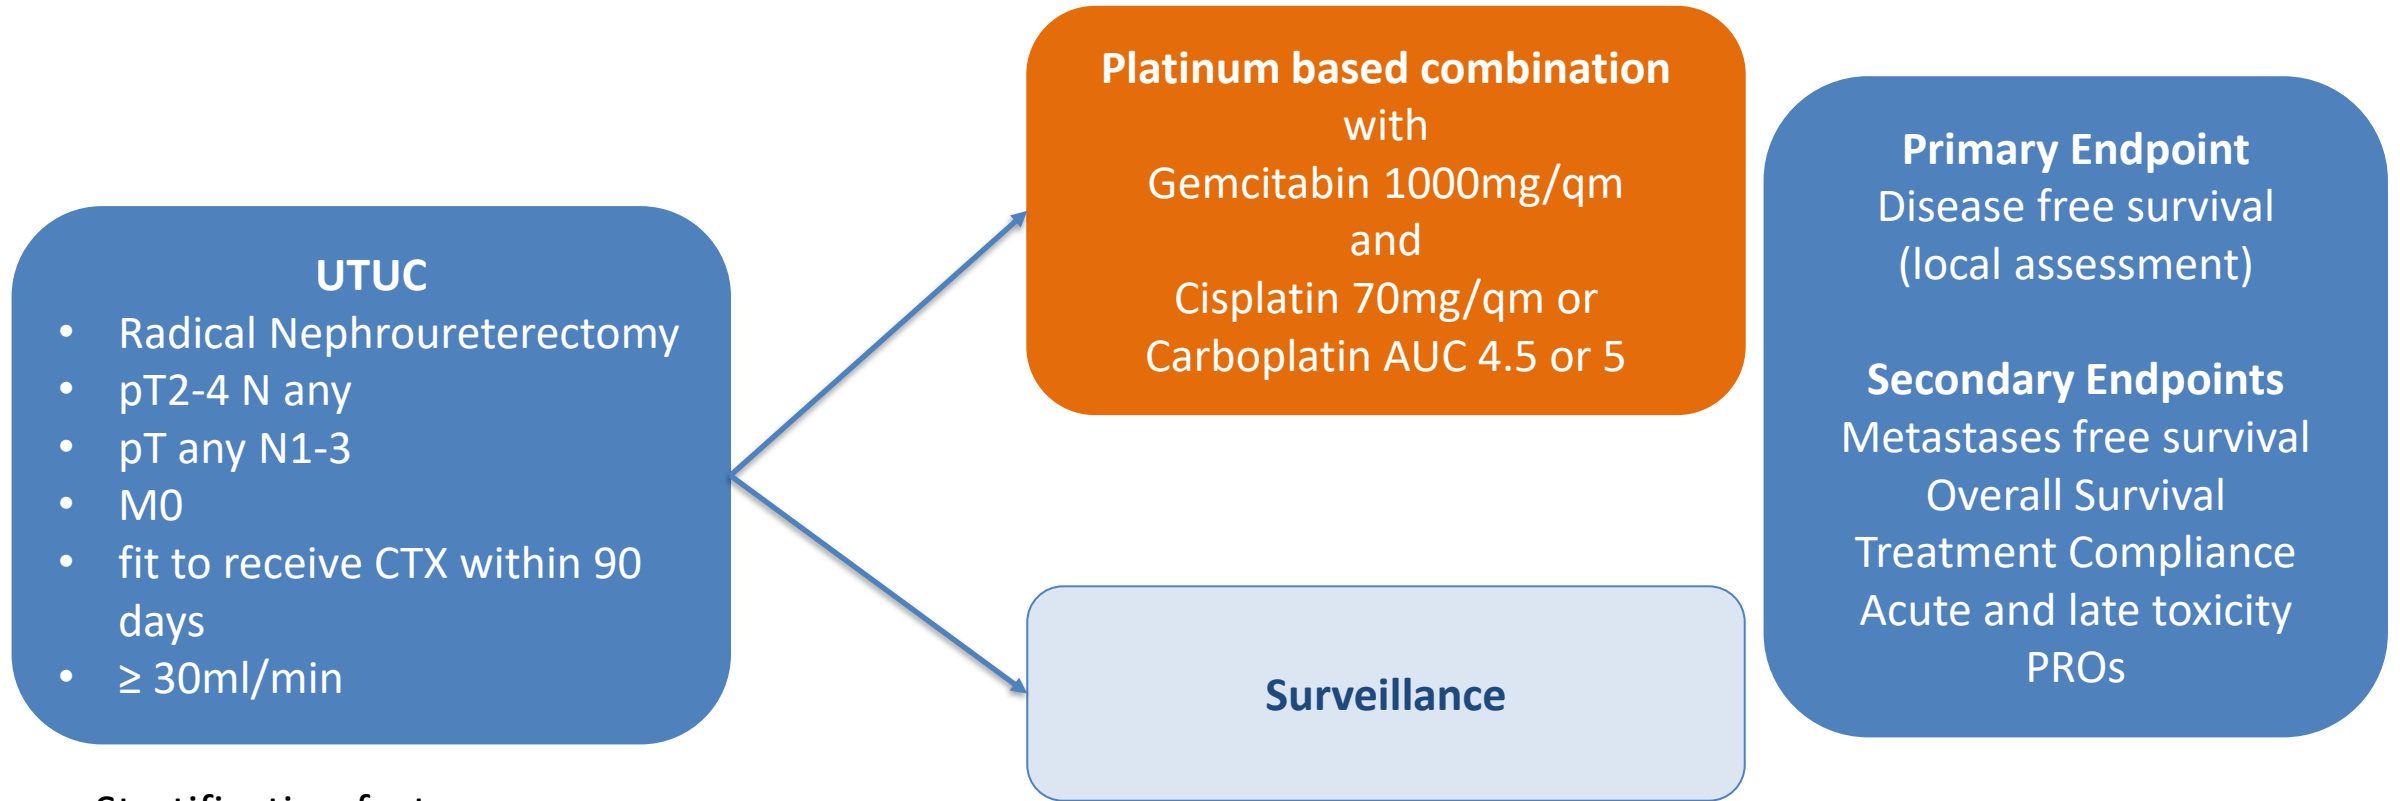 UTUC
• Radical Nephroureterectomy
• pT2-4 N any
• pT any N1-3
• M0
• fit to receive CTX within 90
days
• ≥ 30ml/min
Platinum based combination
with
Gemcitabin 1000mg/qm
and
Cisplatin 70mg/qm or
Carboplatin AUC 4.5 or 5
Surveillance
Primary Endpoint
Disease free survival
(local assessment)
Secondary Endpoints
Metastases free survival
Overall Survival
Treatment Compliance
Acute and late toxicity
PROs